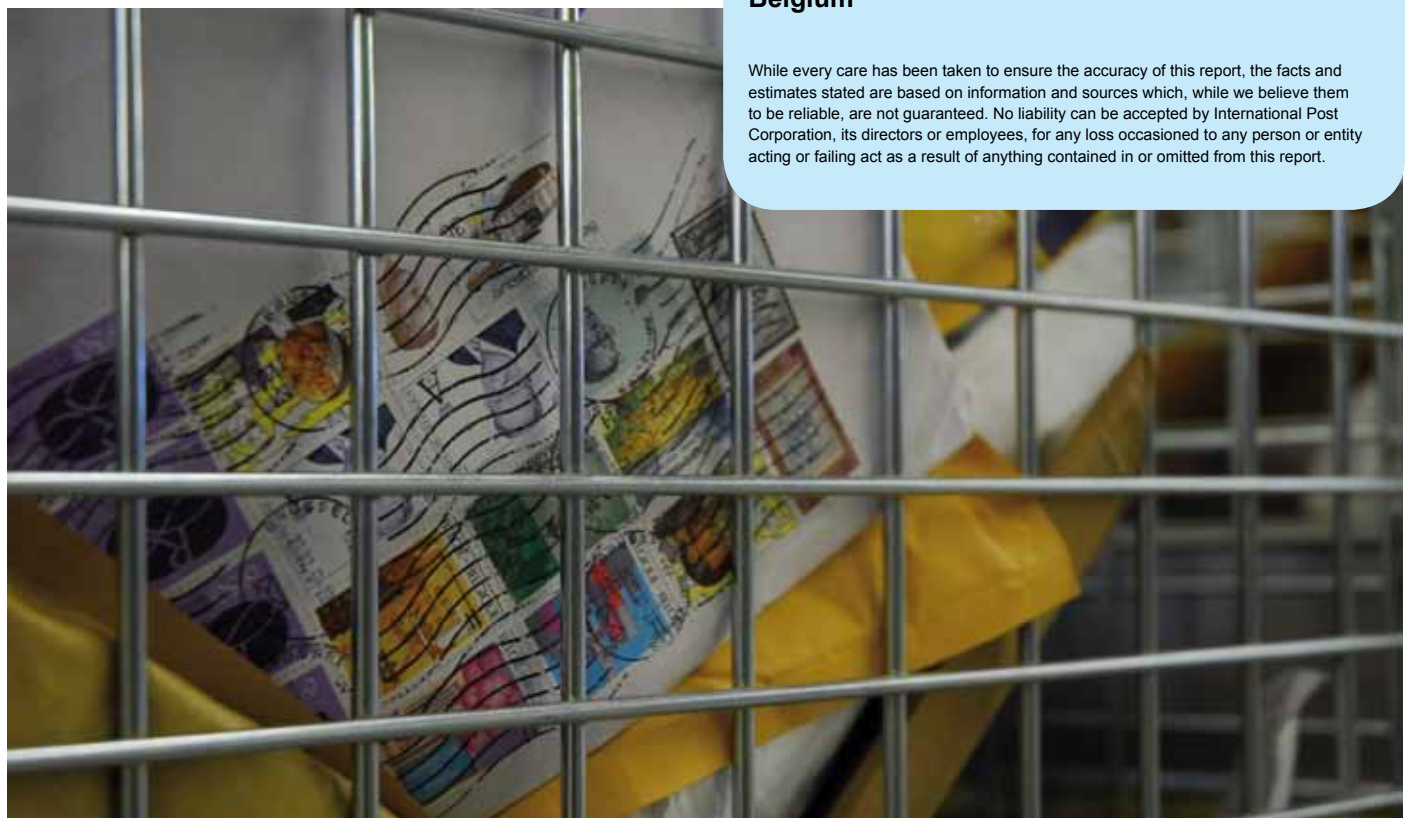 Belgium
While every care has been taken to ensure the accuracy of this report, the facts and
estimates stated are based on information and sources which, while we believe them
to be reliable, are not guaranteed. No liability can be accepted by International Post
Corporation, its directors or employees, for any loss occasioned to any person or entity
acting or failing act as a result of anything contained in or omitted from this report.